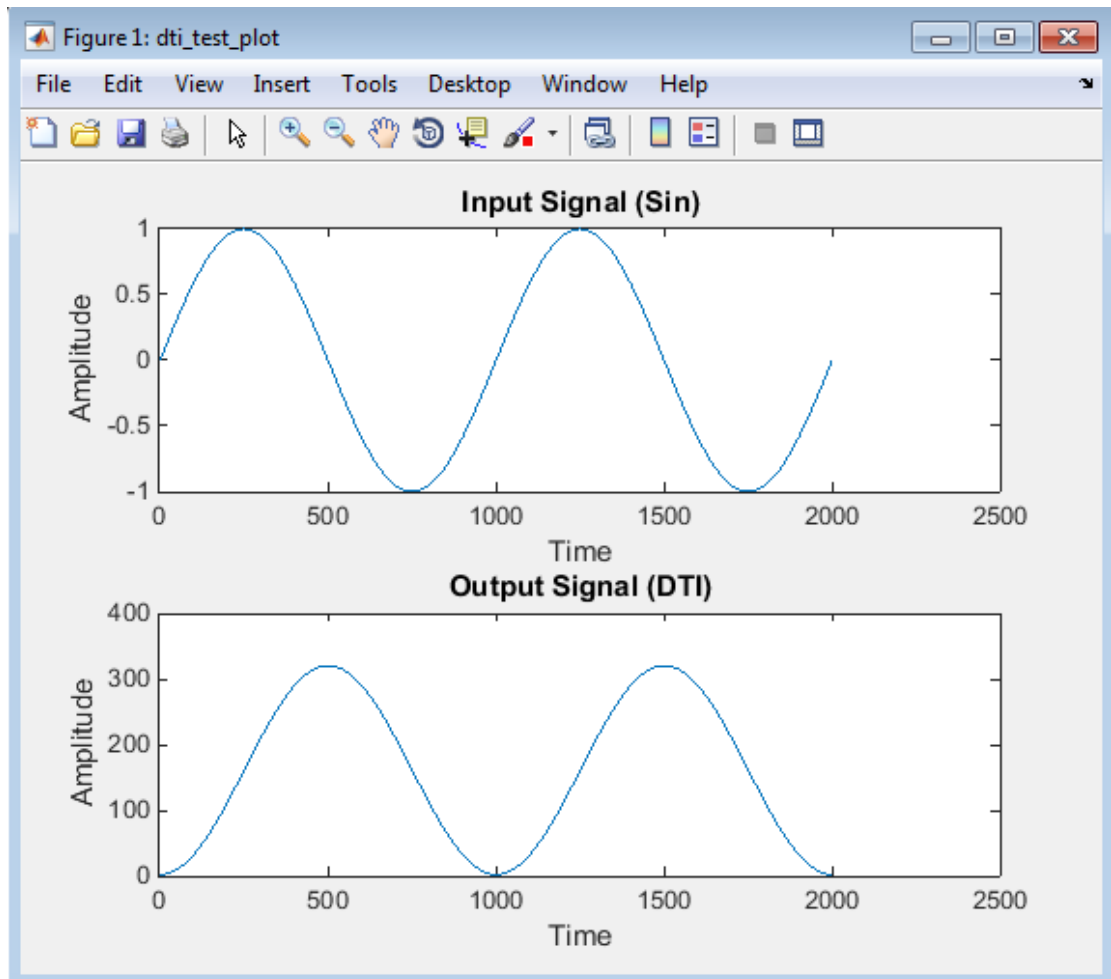 Figure 1: dti_test_plot
File Edit View Insert Tools Desktop Window Help
Input Signal (Sin)
1
0.5
0
-0.5
-1
Amplitude
0 500 1000 1500 2000 2500
Time
Output Signal (DTI)
400
300
200
100
0
Amplitude
0 500 1000 1500 2000 2500
Time